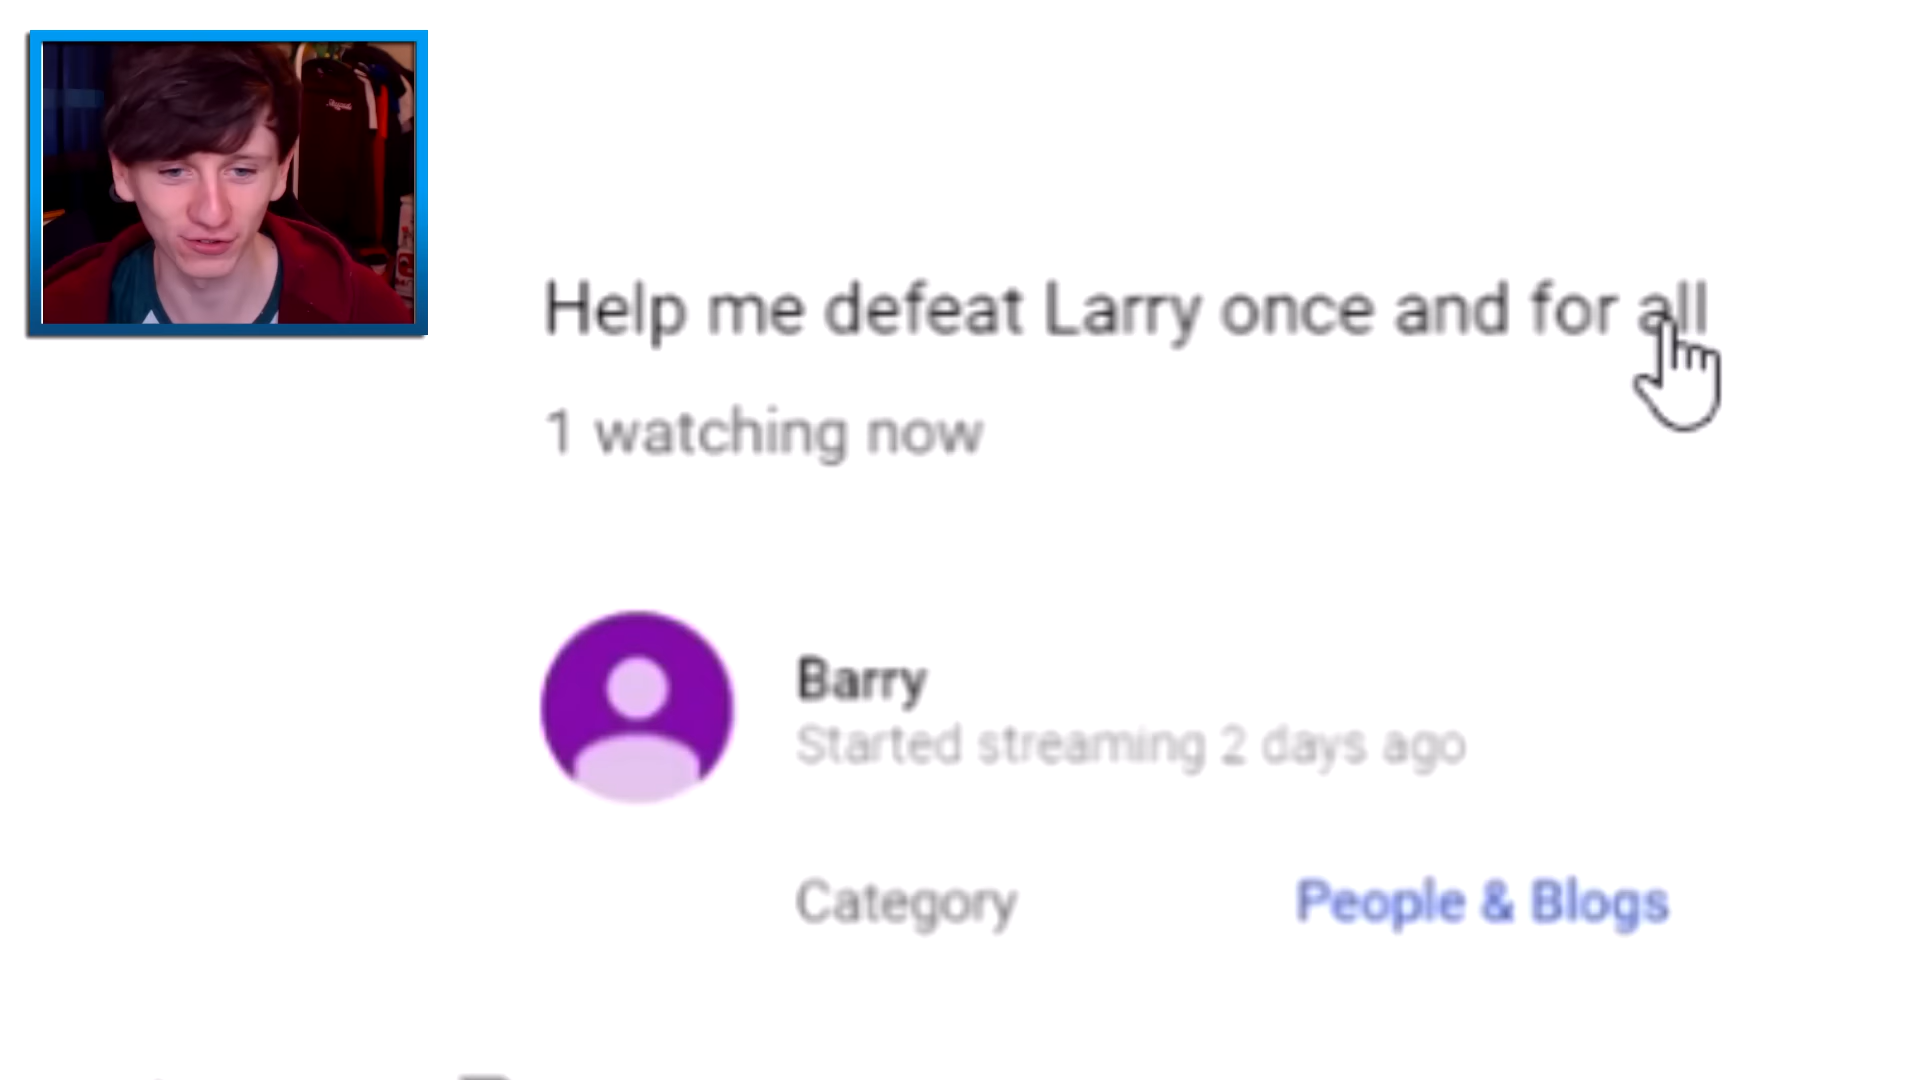 Help me defeat Larry once and for all
1 watching now
Barry
Started streaming 2 days ago
Category
People & Blogs